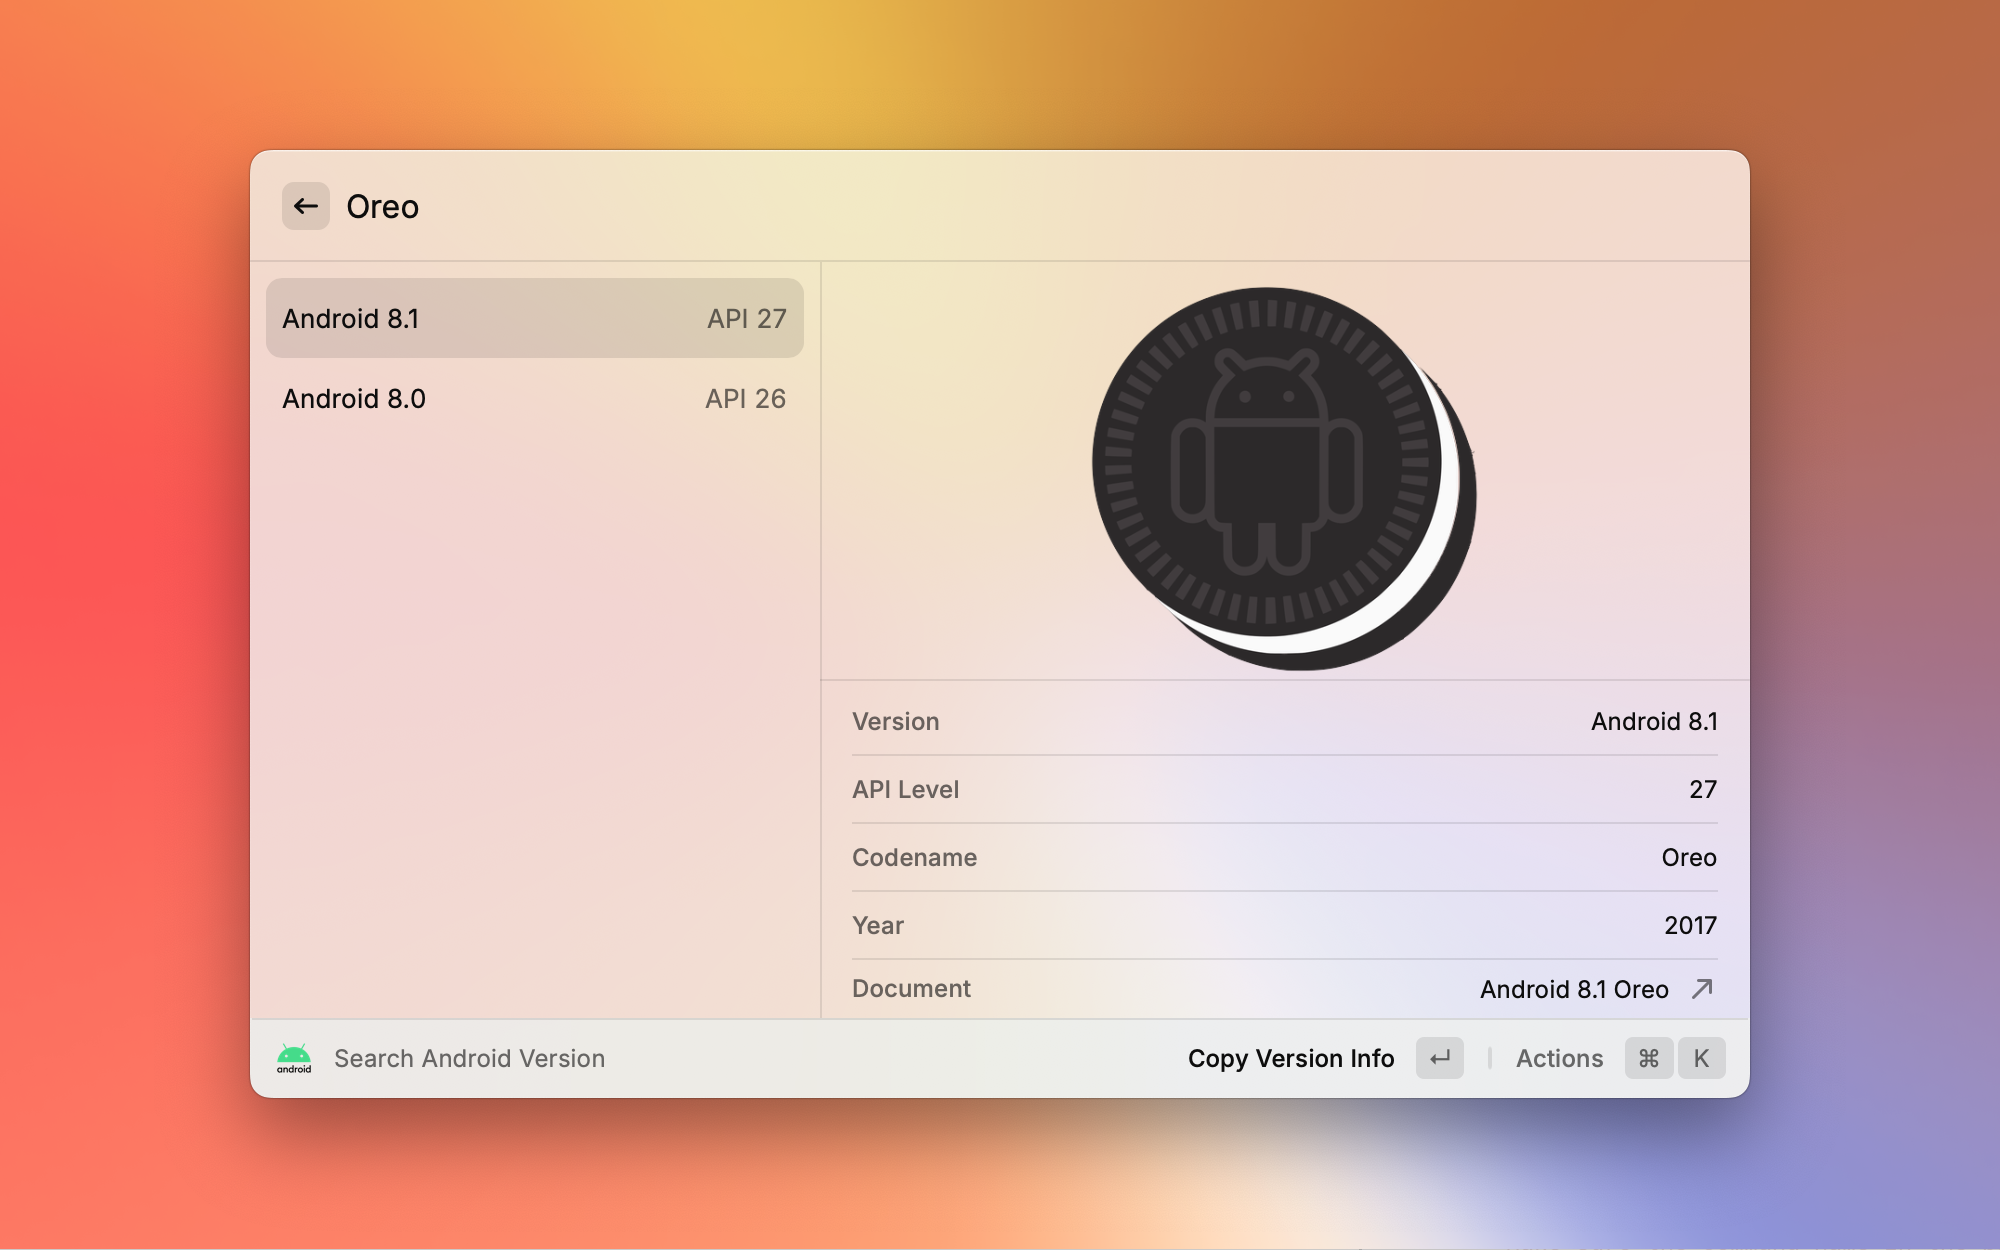 Oreo
Android 8.1 API 27
Android 8.0 API 26
Version Android 8.1
API Level 27
Codename Oreo
Year 2017
Document Android 8.1 Oreo
android Search Android Version Copy Version Info Actions ⌘ K